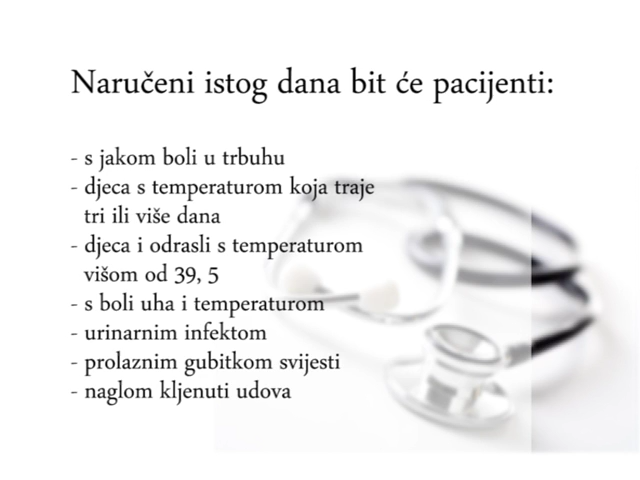 Naručeni istog dana bit će pacijenti:
- s jakom boli u trbuhu
- djeca s temperaturom koja traje
tri ili više dana
- djeca i odrasli s temperaturom
višom od 39, 5
- s boli uha i temperaturom
- urinarnim infektom
- prolaznim gubitkom svijesti
- naglom kljenuti udova